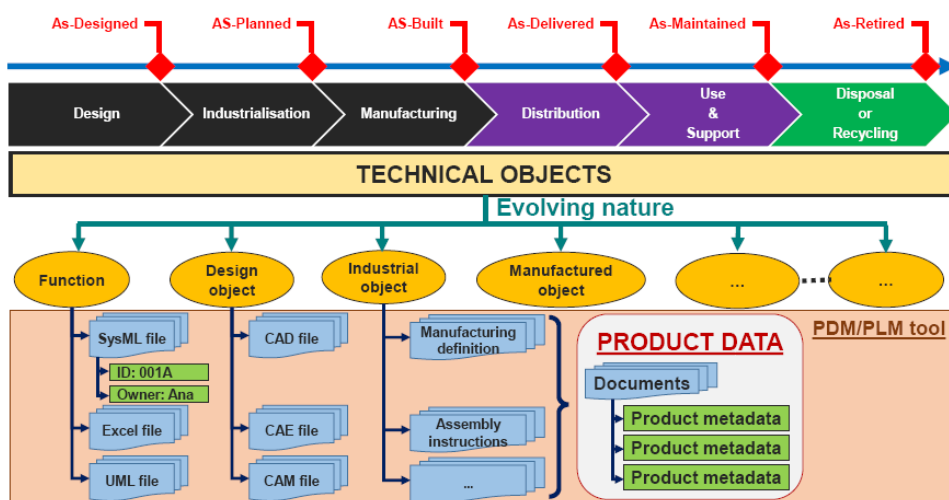 As-Designed
AS-Planned
AS-Built
As-Delivered
As-Maintained
As-Retired
Design
Industrialisation
Manufacturing
Distribution
Use
&
Support
Disposal
or
Recycling
TECHNICAL OBJECTS
Evolving nature
Function
Design
object
Industrial
object
Manufactured
object
...
...
PDM/PLM tool
SysML file
ID: 001A
Owner: Ana
Excel file
UML file
CAD file
CAE file
CAM file
Manufacturing
definition
Assembly
instructions
...
PRODUCT DATA
Documents
Product metadata
Product metadata
Product metadata